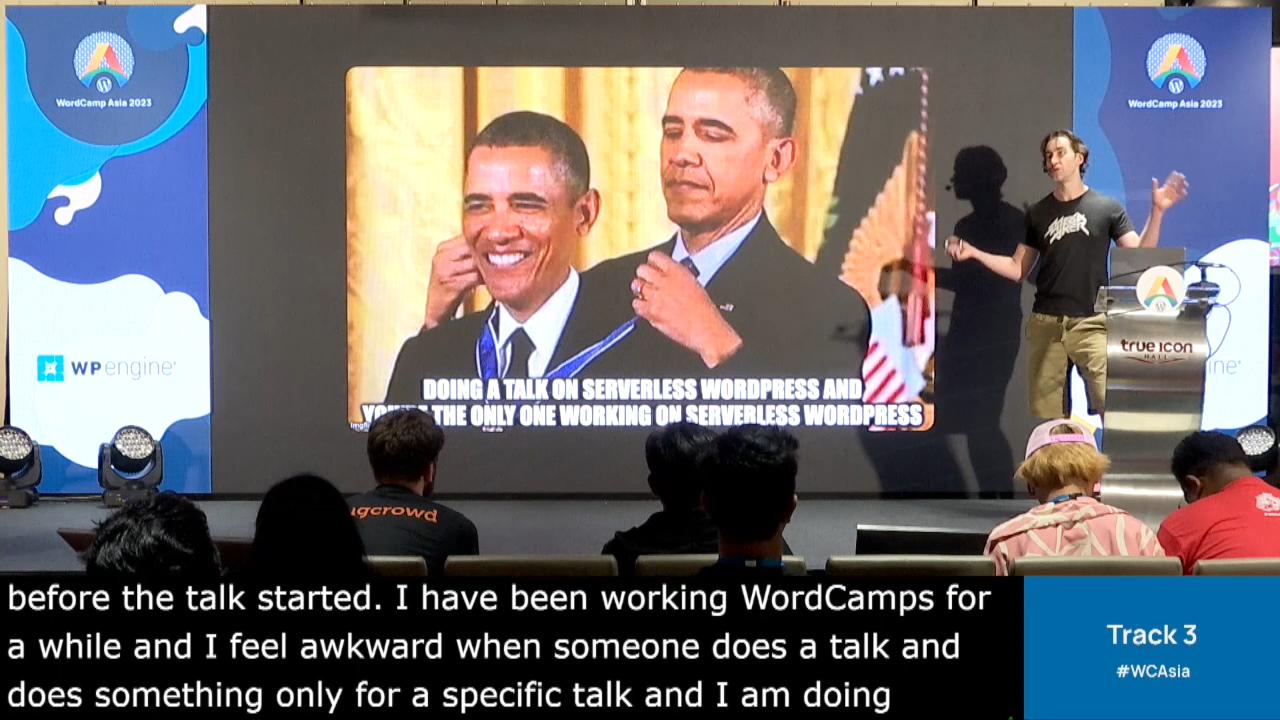 WordCamp Asia 2023
WordCamp Asia 2023
WP engine
DOING A TALK ON SERVERLESS WORDPRESS AND
THE ONLY ONE WORKING ON SERVERLESS WORDPRESS
true icon
HALL
gcrowd
before the talk started. I have been working WordCamps for
a while and I feel awkward when someone does a talk and
does something only for a specific talk and I am doing
Track 3
#WCAsia